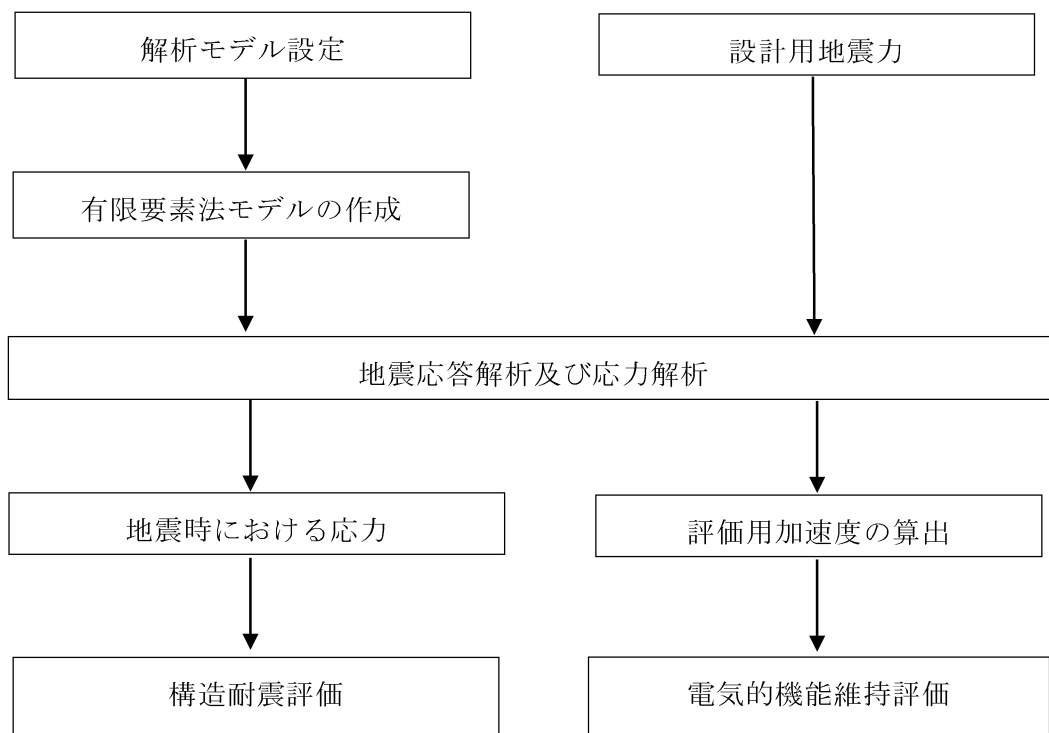 解析モデル設定
設計用地震力
有限要素法モデルの作成
地震応答解析及び応力解析
地震時における応力
評価用加速度の算出
構造耐震評価
電気的機能維持評価